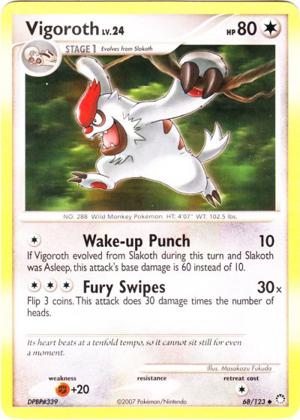 Vigoroth LV.24
HP 80
STAGE 1 Evolves from Slakoth
NO. 288 Wild Monkey Pokémon HT: 4'07" WT: 102.5 lbs.
Wake-up Punch 10
If Vigoroth evolved from Slakoth during this turn and Slakoth
was Asleep, this attack's base damage is 60 instead of 10.
Fury Swipes 30x
Flip 3 coins. This attack does 30 damage times the number of
heads.
Its heart beats at a tenfold tempo, so it cannot sit still for even
a moment.
Illus. Masakazu Fukuda
weakness resistance retreat cost
+20
DPBP#339 ©2007 Pokémon/Nintendo 68/123